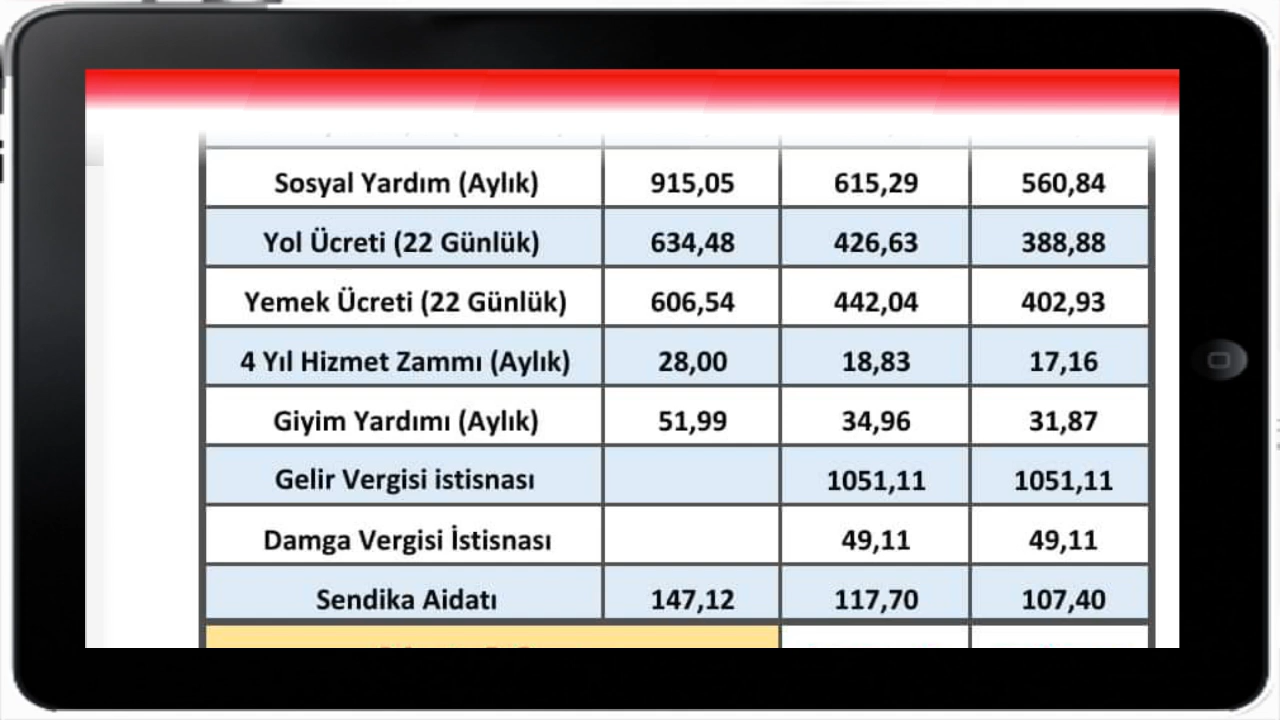 Sosyal Yardım (Aylık) 915,05 615,29 560,84
Yol Ücreti (22 Günlük) 634,48 426,63 388,88
Yemek Ücreti (22 Günlük) 606,54 442,04 402,93
4 Yıl Hizmet Zammı (Aylık) 28,00 18,83 17,16
Giyim Yardımı (Aylık) 51,99 34,96 31,87
Gelir Vergisi istisnası 1051,11 1051,11
Damga Vergisi İstisnası 49,11 49,11
Sendika Aidatı 147,12 117,70 107,40